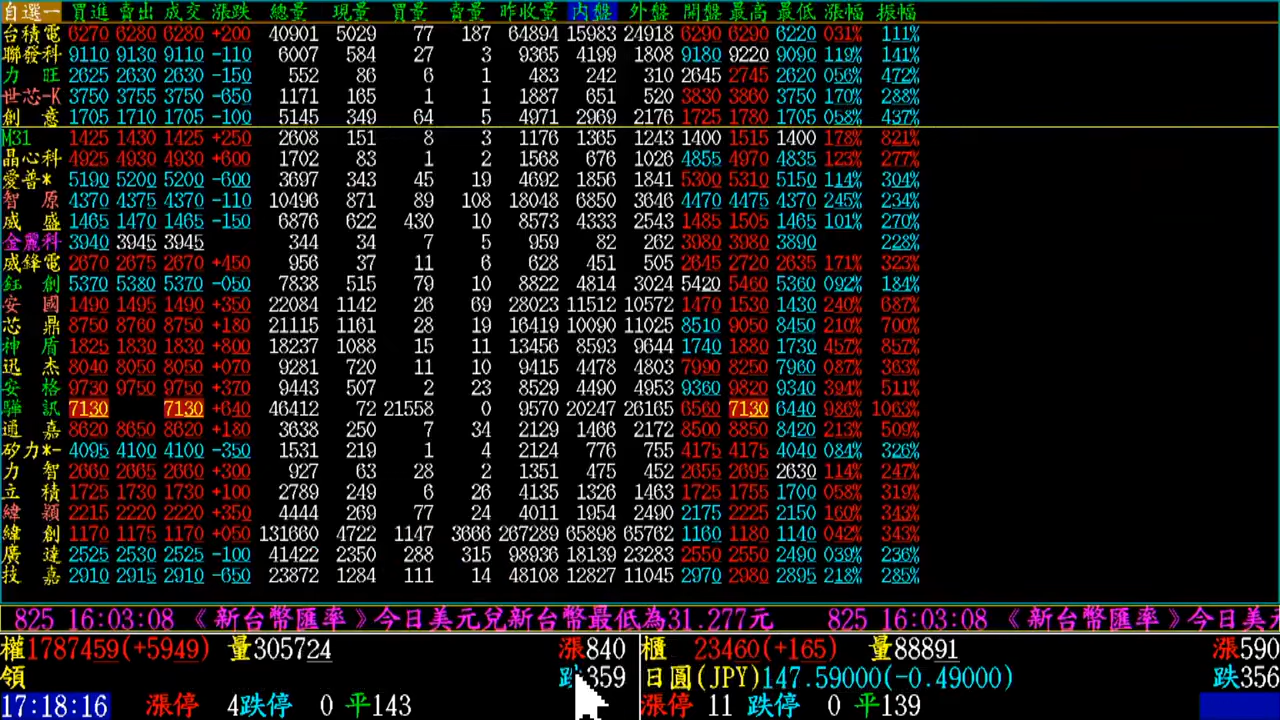 自選一 買進 賣出 成交 漲跌 總量 現量 買量 賣量 昨收量 內盤 外盤 開盤 最高 最低 漲幅 振幅
台積電 6270 6280 6280 +200 40901 5029 77 187 64894 15983 24918 6290 6290 6220 031% 111%
聯發科 9110 9130 9110 -110 6007 584 27 3 9365 4199 1808 9180 9220 9090 119% 141%
力旺 2625 2630 2630 -150 552 86 6 1 483 242 310 2645 2745 2620 056% 472%
世芯-K 3750 3755 3750 -650 1171 165 1 1 1887 651 520 3830 3860 3750 170% 288%
創意 1705 1710 1705 -100 5145 349 64 5 4971 2969 2176 1725 1780 1705 058% 437%
M31 1425 1430 1425 +250 2608 151 8 3 1176 1365 1243 1400 1515 1400 178% 821%
晶心科 4925 4930 4930 +600 1702 83 1 2 1568 676 1026 4855 4970 4835 123% 277%
愛普* 5190 5200 5200 -600 3697 343 45 19 4692 1856 1841 5300 5310 5150 114% 304%
智原 4370 4375 4370 -110 10496 871 89 108 18048 6850 3646 4470 4475 4370 245% 234%
威盛 1465 1470 1465 -150 6876 622 430 10 8573 4333 2543 1485 1505 1465 101% 270%
金麗科 3940 3945 3945 344 34 7 5 959 82 262 3980 3980 3890 228%
威鋒電 2670 2675 2670 +450 956 37 11 6 628 451 505 2645 2720 2635 171% 323%
鈺創 5370 5380 5370 -050 7838 515 79 10 8822 4814 3024 5420 5460 5360 092% 184%
安國 1490 1495 1490 +350 22084 1142 26 69 28023 11512 10572 1470 1530 1430 240% 687%
芯鼎 8750 8760 8750 +180 21115 1161 28 19 16419 10090 11025 8510 9050 8450 210% 700%
神盾 1825 1830 1830 +800 18237 1088 15 11 13456 8593 9644 1740 1880 1730 457% 857%
迅杰 8040 8050 8050 +070 9281 720 11 10 9415 4478 4803 7990 8250 7960 087% 363%
安格 9730 9750 9750 +370 9443 507 2 23 8529 4490 4953 9360 9820 9340 394% 511%
驊訊 7130 7130 +640 46412 72 21558 0 9570 20247 26165 6560 7130 6440 986% 1063%
通嘉 8620 8650 8620 +180 3638 250 7 34 2129 1466 2172 8500 8850 8420 213% 509%
矽力*- 4095 4100 4100 -350 1531 219 1 4 2124 776 755 4175 4175 4040 084% 326%
力智 2660 2665 2660 +300 927 63 28 2 1351 475 452 2655 2695 2630 114% 247%
立積 1725 1730 1730 +100 2789 249 6 26 4135 1326 1463 1725 1755 1700 058% 319%
緯穎 2215 2220 2220 +350 4444 269 77 24 4011 1954 2490 2175 2225 2150 160% 343%
緯創 1170 1175 1170 +050 131660 4722 1147 3666 267289 65898 65762 1160 1180 1140 042% 343%
廣達 2525 2530 2525 -100 41422 2350 288 315 98936 18139 23283 2550 2550 2490 039% 236%
技嘉 2910 2915 2910 -650 23872 1284 111 14 48108 12827 11045 2970 2980 2895 218% 285%
825 16:03:08 《新台幣匯率》今日美元兌新台幣最低為31.277元 825 16:03:08 《新台幣匯率》今日美元
權1787459(+5949) 量305724 漲840 櫃 23460(+165) 量88891 漲590
領 跌359 日圓(JPY)147.59000(-0.49000) 跌356
17:18:16 漲停 4跌停 0 平143 漲停 11 跌停 0 平139